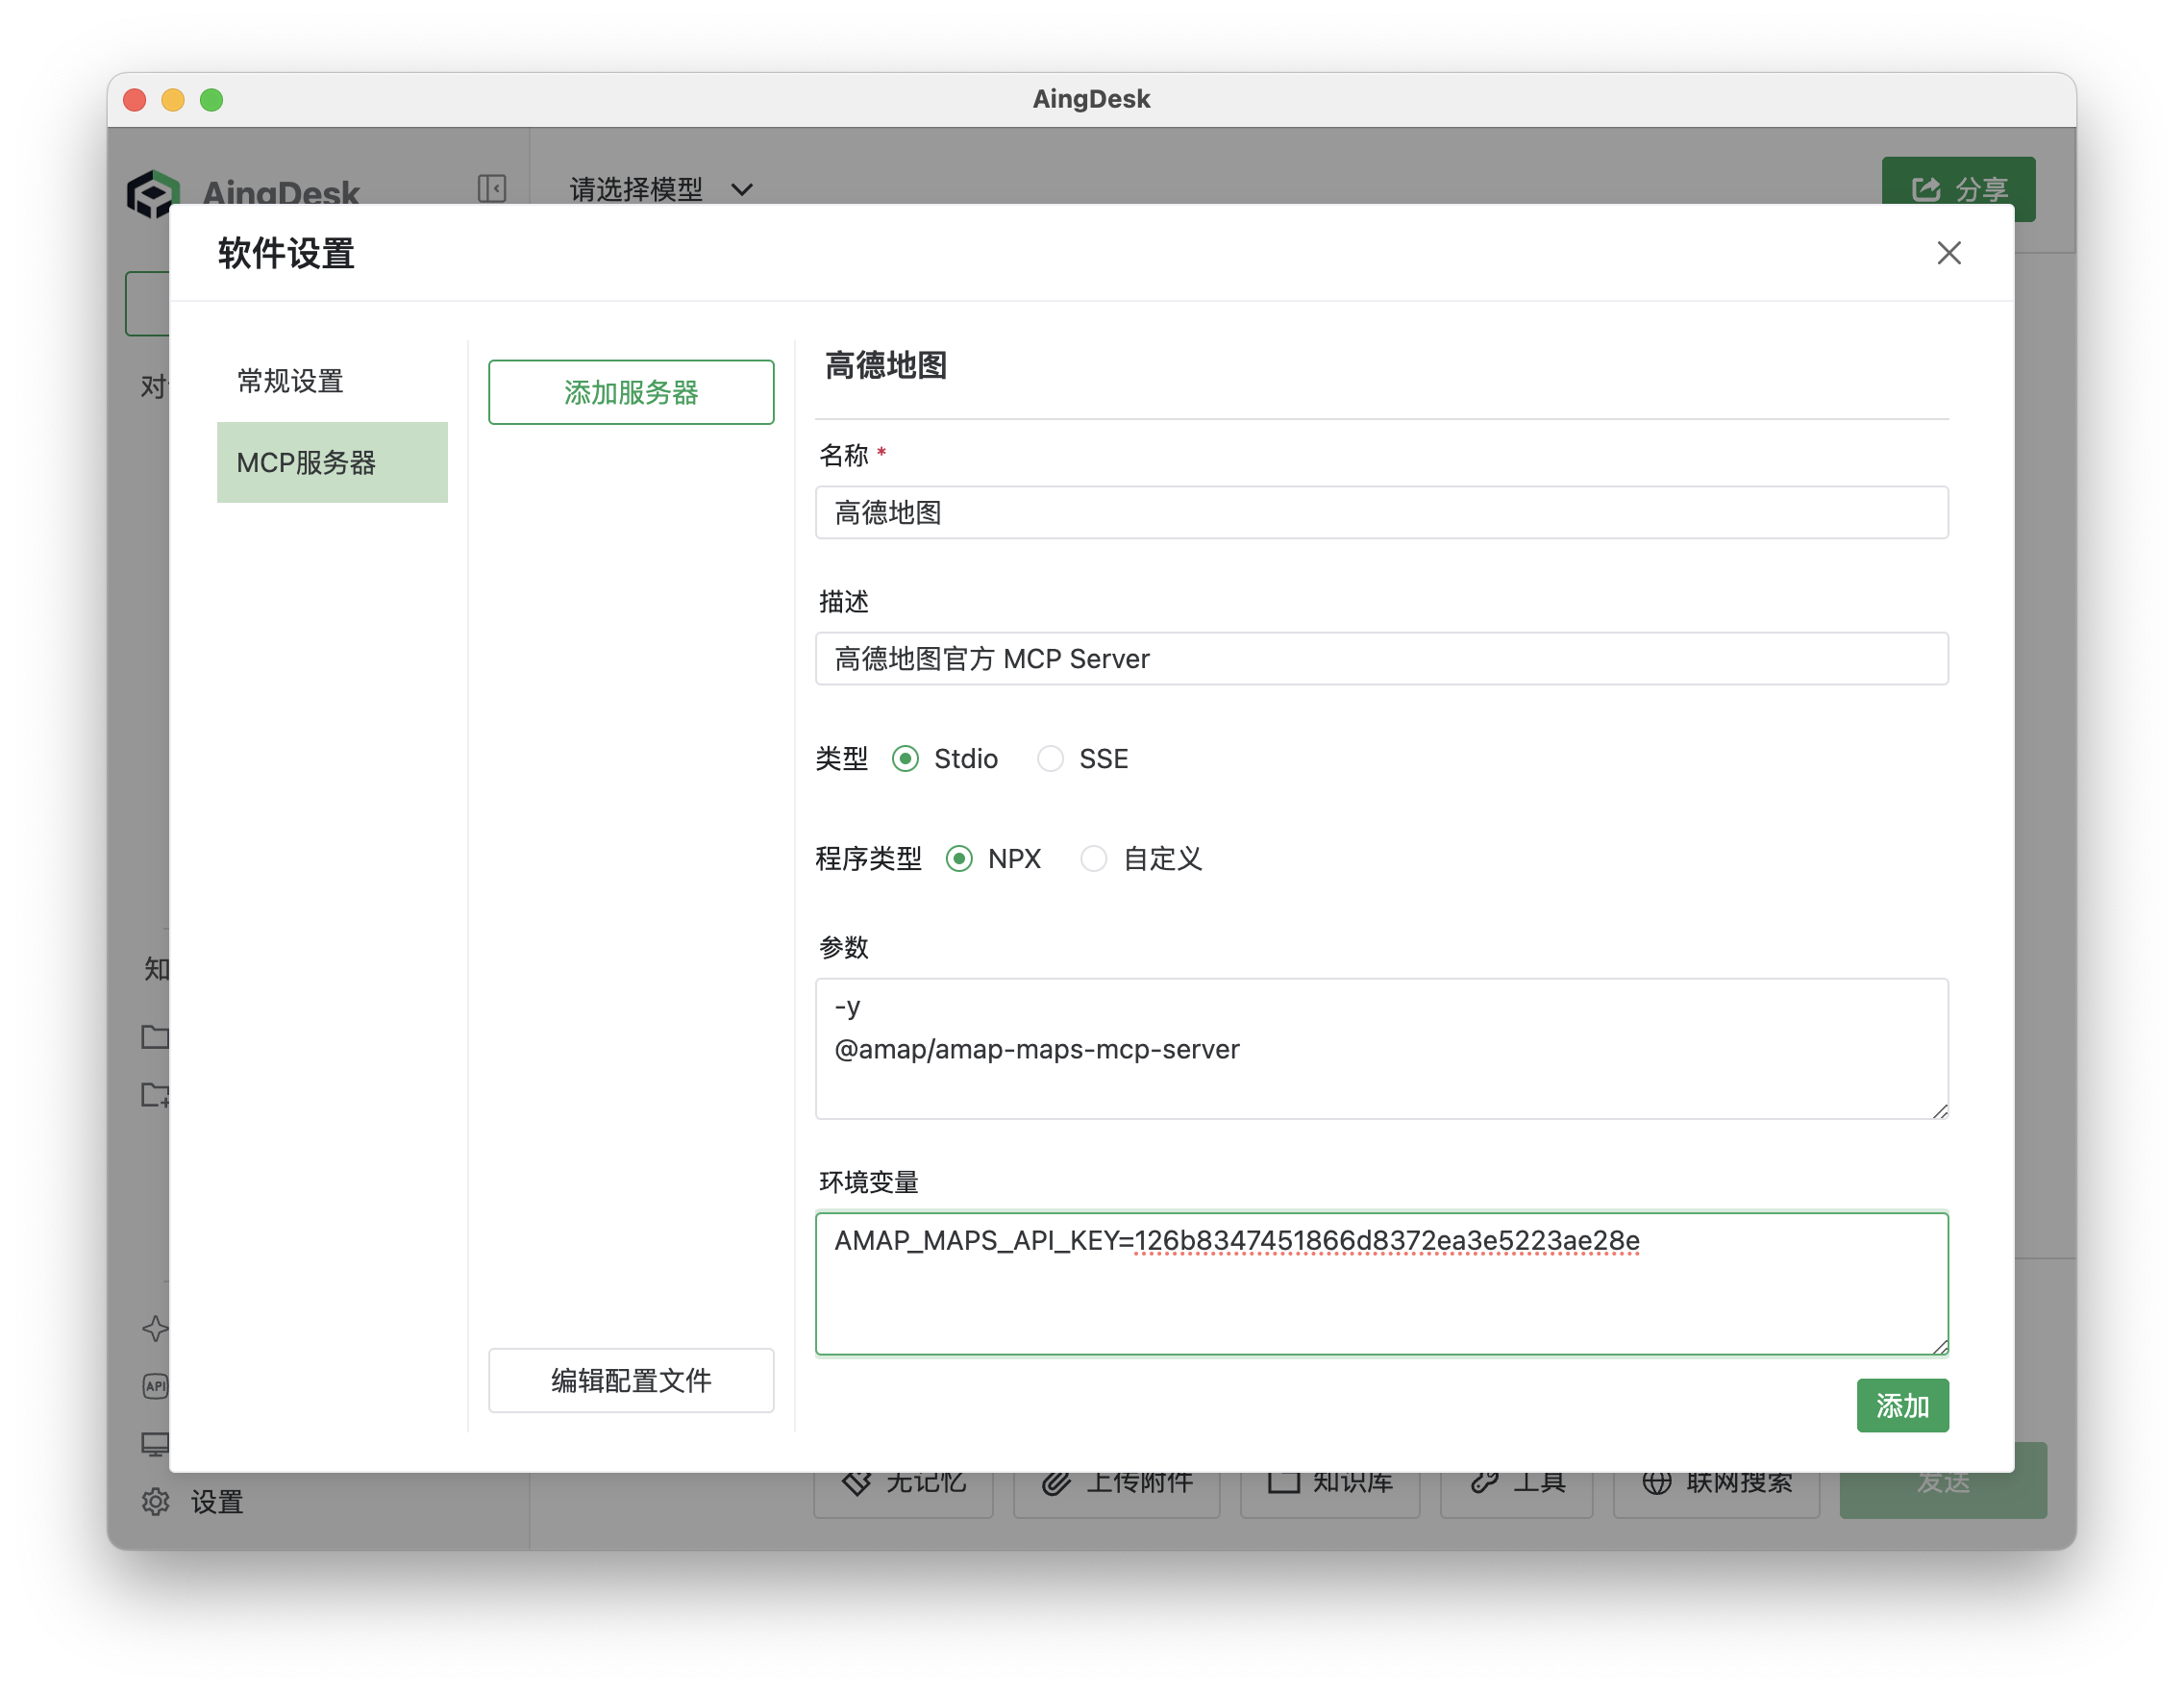 AingDesk
AingDesk
请选择模型
分享
软件设置
对
常规设置
MCP服务器
添加服务器
高德地图
名称 *
高德地图
描述
高德地图官方 MCP Server
类型 Stdio SSE
程序类型 NPX 自定义
参数
-y
@amap/amap-maps-mcp-server
知
环境变量
AMAP_MAPS_API_KEY=126b8347451866d8372ea3e5223ae28e
API
编辑配置文件
添加
设置
无记忆 上传附件 知识库 工具 联网搜索 发送